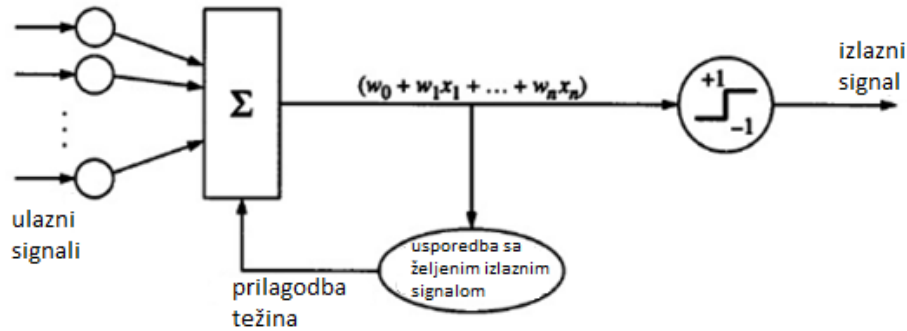 izlazni
signal
(w₀ + w₁x₁ + ... + wₙxₙ)
+1
Σ
−1
ulazni
signali
usporedba sa
željenim izlaznim
signalom
prilagodba
težina